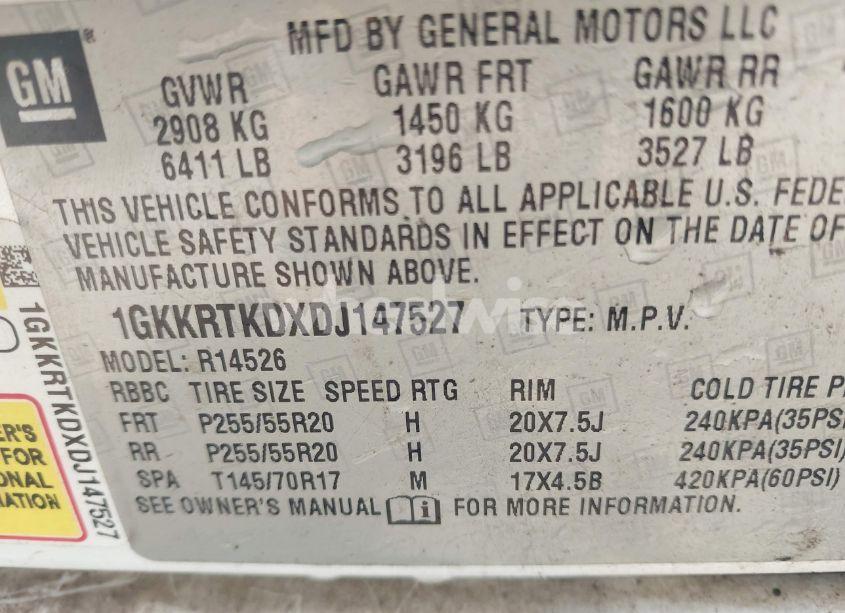 MFD BY GENERAL MOTORS LLC
GM
GVWR GAWR FRT GAWR RR
2908 KG 1450 KG 1600 KG
6411 LB 3196 LB 3527 LB
THIS VEHICLE CONFORMS TO ALL APPLICABLE U.S. FEDE
VEHICLE SAFETY STANDARDS IN EFFECT ON THE DATE OF
MANUFACTURE SHOWN ABOVE.
1GKKRTKDXDJ147527 TYPE: M.P.V.
MODEL: R14526
RBBC TIRE SIZE SPEED RTG RIM COLD TIRE P
FRT P255/55R20 H 20X7.5J 240KPA(35PSI
RR P255/55R20 H 20X7.5J 240KPA(35PSI)
SPA T145/70R17 M 17X4.5B 420KPA(60PSI)
SEE OWNER'S MANUAL i FOR MORE INFORMATION.
1GKKRTKDXDJ147527
ER'S
FOR
ONAL
MATION